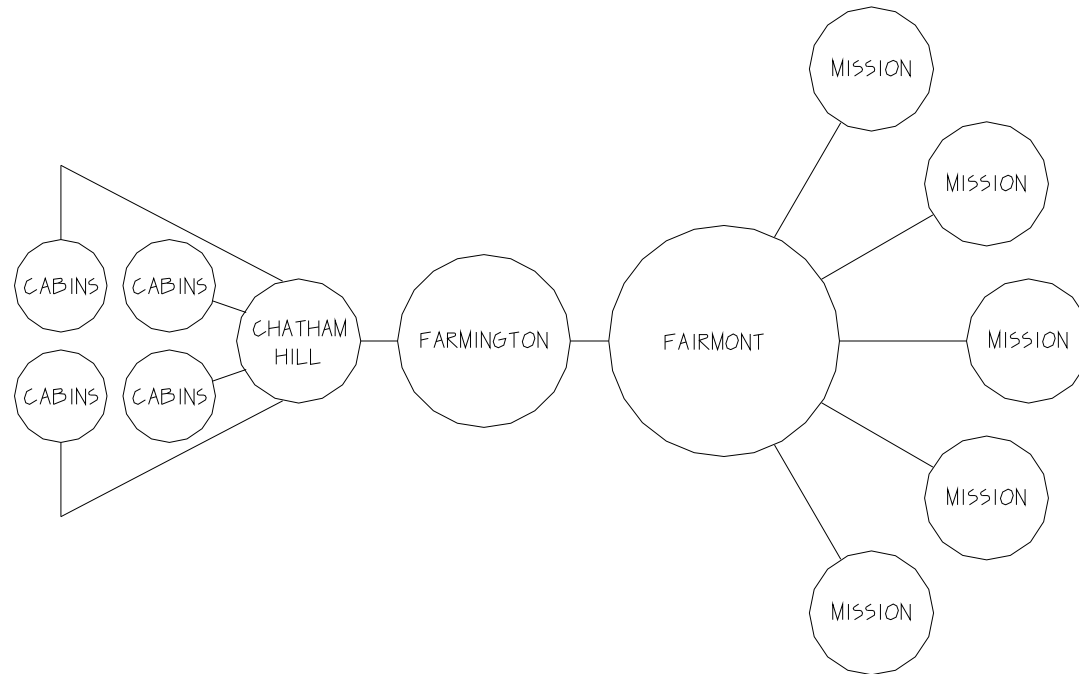 MISSION
MISSION
CABINS
CABINS
CHATHAM
HILL
FARMINGTON
FAIRMONT
MISSION
CABINS
CABINS
MISSION
MISSION